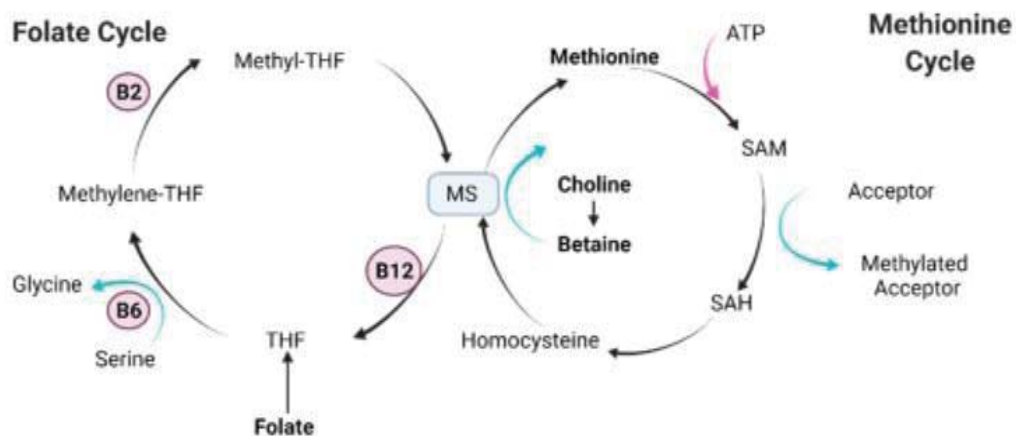 Folate Cycle
Methionine
Cycle
Methyl-THF
Methionine
ATP
B2
SAM
Methylene-THF
MS
Choline
Betaine
Acceptor
Methylated
Acceptor
B12
Glycine
B6
Serine
SAH
THF
Homocysteine
Folate